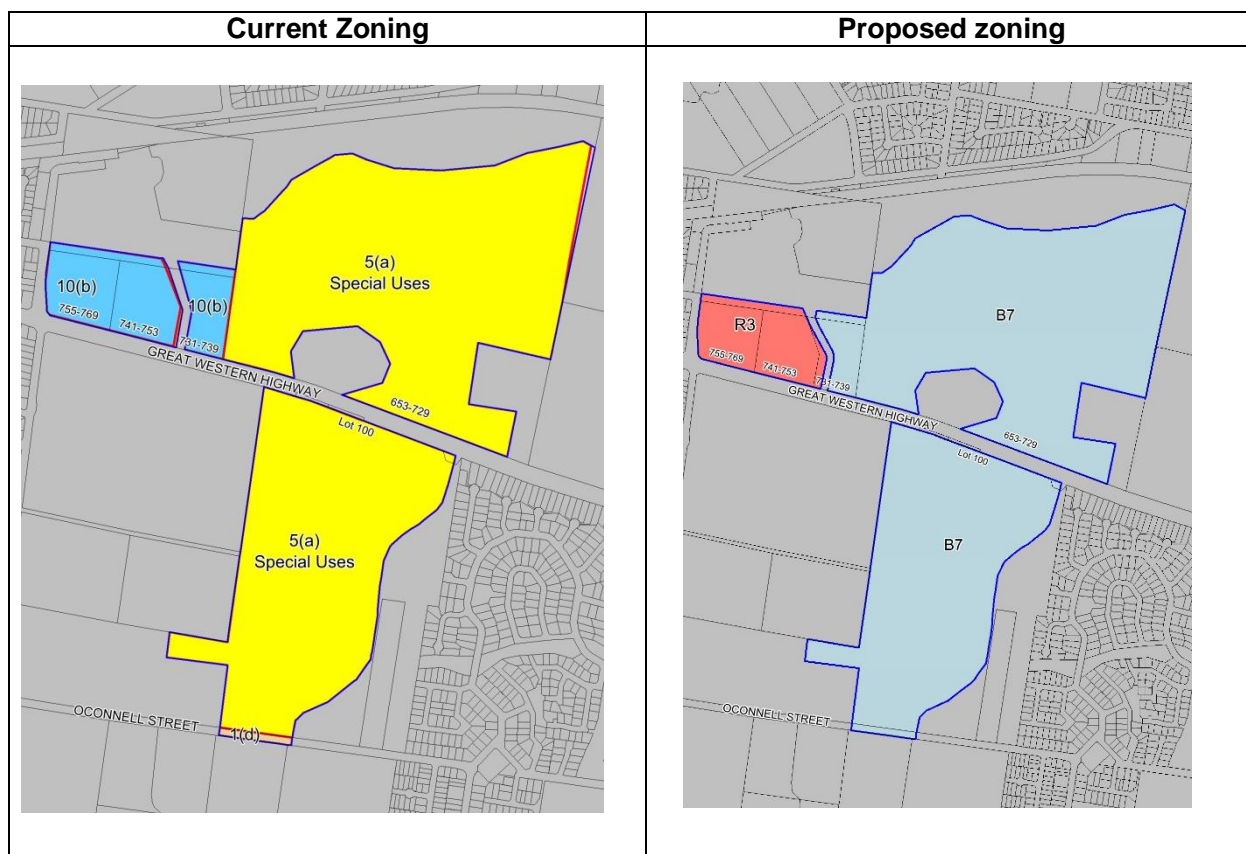 Current Zoning
Proposed zoning
5(a)
Special Uses
10(b)
10(b)
755-769
741-753
731-739
GREAT WESTERN HIGHWAY
653-729
Lot 100
5(a)
Special Uses
OCONNELL STREET
1(d)
B7
R3
755-769
741-753
731-739
GREAT WESTERN HIGHWAY
653-729
Lot 100
B7
OCONNELL STREET